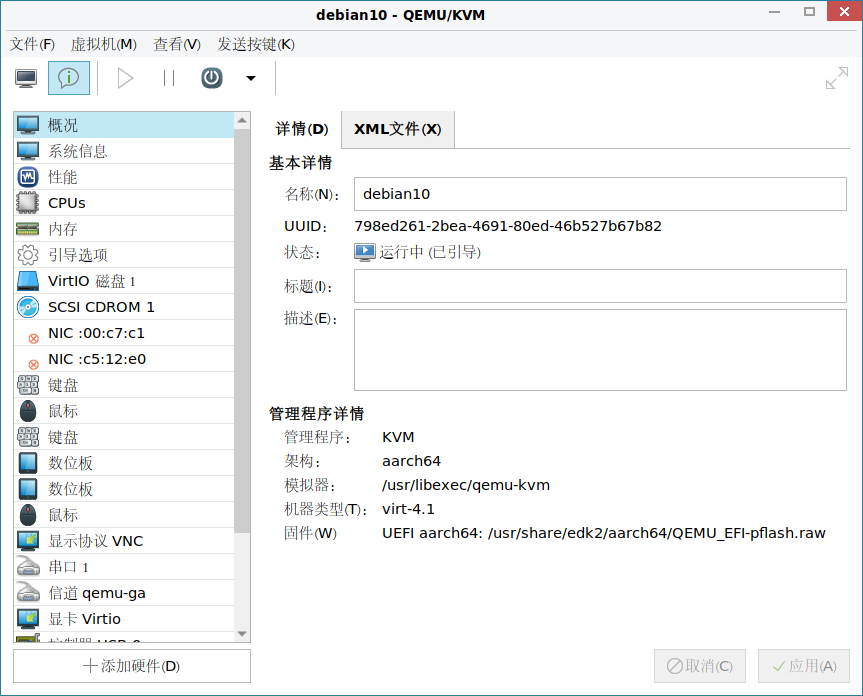 debian10 - QEMU/KVM
文件(F) 虚拟机(M) 查看(V) 发送按键(K)
概况
系统信息
性能
CPUs
内存
引导选项
VirtIO 磁盘 1
SCSI CDROM 1
NIC :00:c7:c1
NIC :c5:12:e0
键盘
鼠标
键盘
数位板
数位板
鼠标
显示协议 VNC
串口 1
信道 qemu-ga
显卡 Virtio
控制器 USB 0
添加硬件(D)
详情(D) XML文件(X)
基本详情
名称(N): debian10
UUID: 798ed261-2bea-4691-80ed-46b527b67b82
状态: 运行中 (已引导)
标题(I):
描述(E):
管理程序详情
管理程序: KVM
架构: aarch64
模拟器: /usr/libexec/qemu-kvm
机器类型(T): virt-4.1
固件(W) UEFI aarch64: /usr/share/edk2/aarch64/QEMU_EFI-pflash.raw
取消(C) 应用(A)